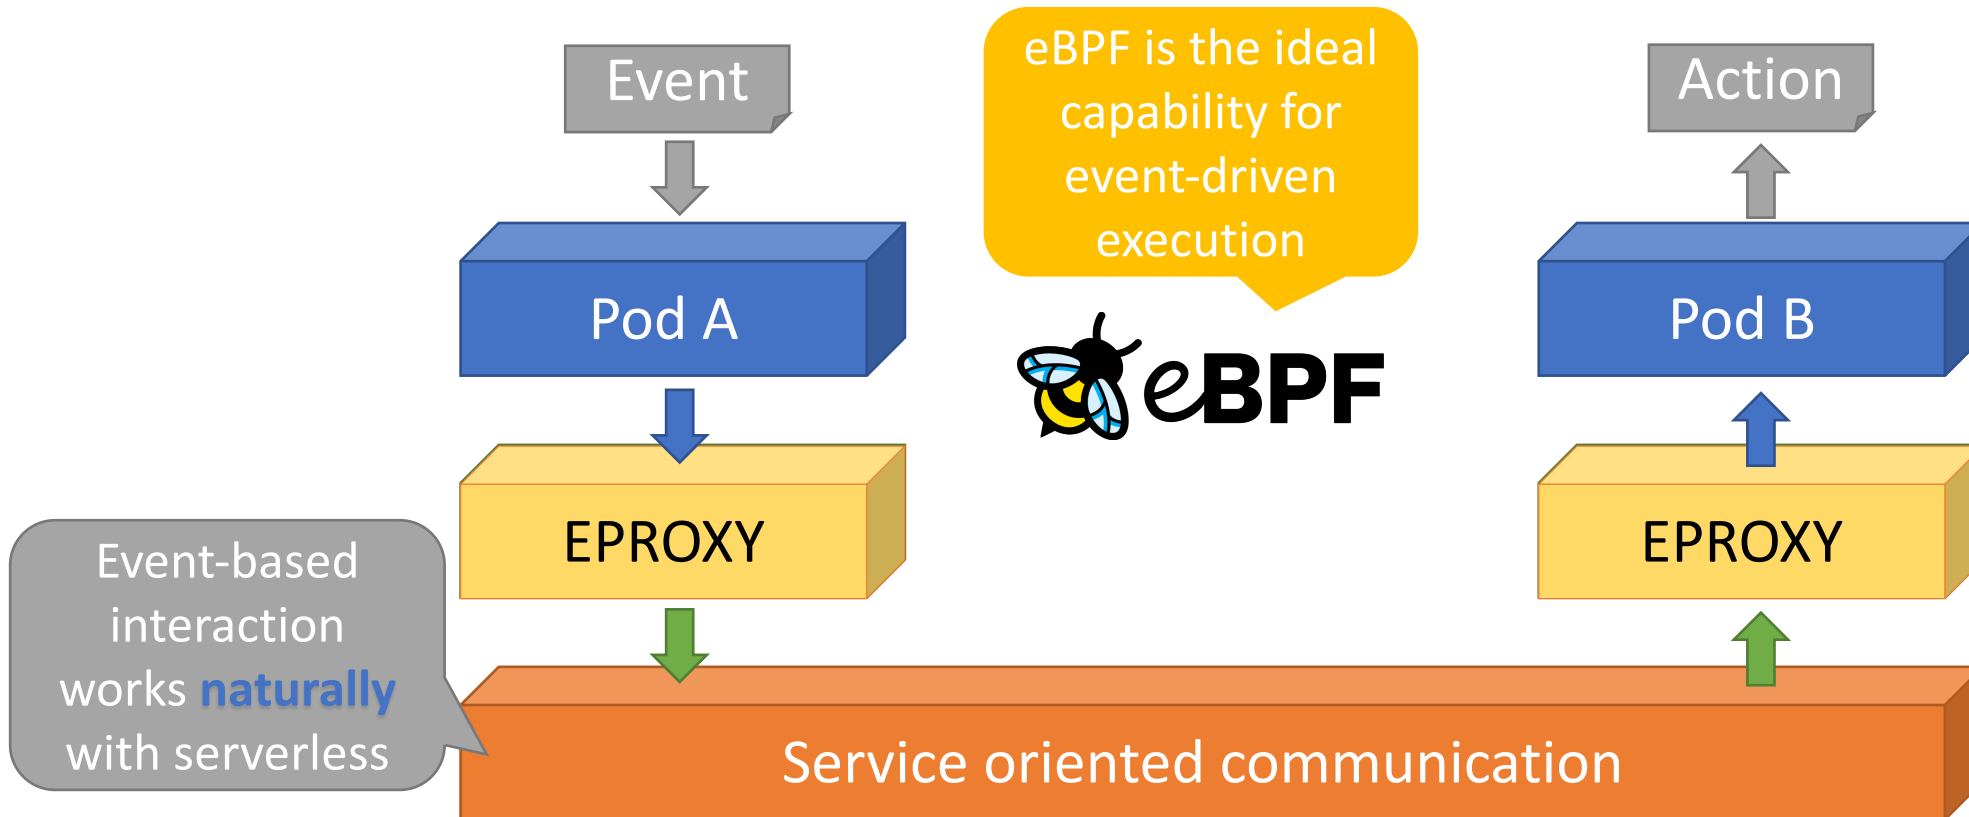 Event
eBPF is the ideal
capability for
event-driven
execution
Action
Pod A
eBPF
Pod B
EPROXY
EPROXY
Event-based
interaction
works naturally
with serverless
Service oriented communication